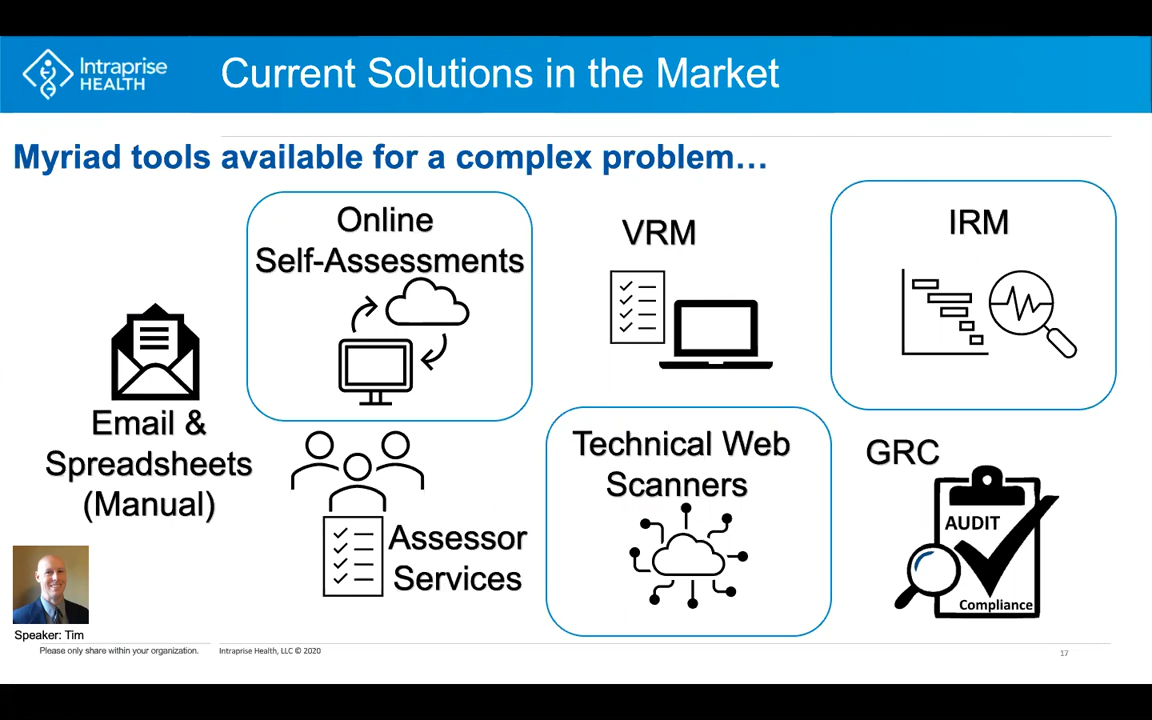 Intraprise
HEALTH
Current Solutions in the Market
Myriad tools available for a complex problem…
Email &
Spreadsheets
(Manual)
Online
Self-Assessments
Assessor
Services
VRM
Technical Web
Scanners
IRM
GRC
AUDIT
Compliance
Speaker: Tim
Please only share within your organization.
Intraprise Health, LLC © 2020
17